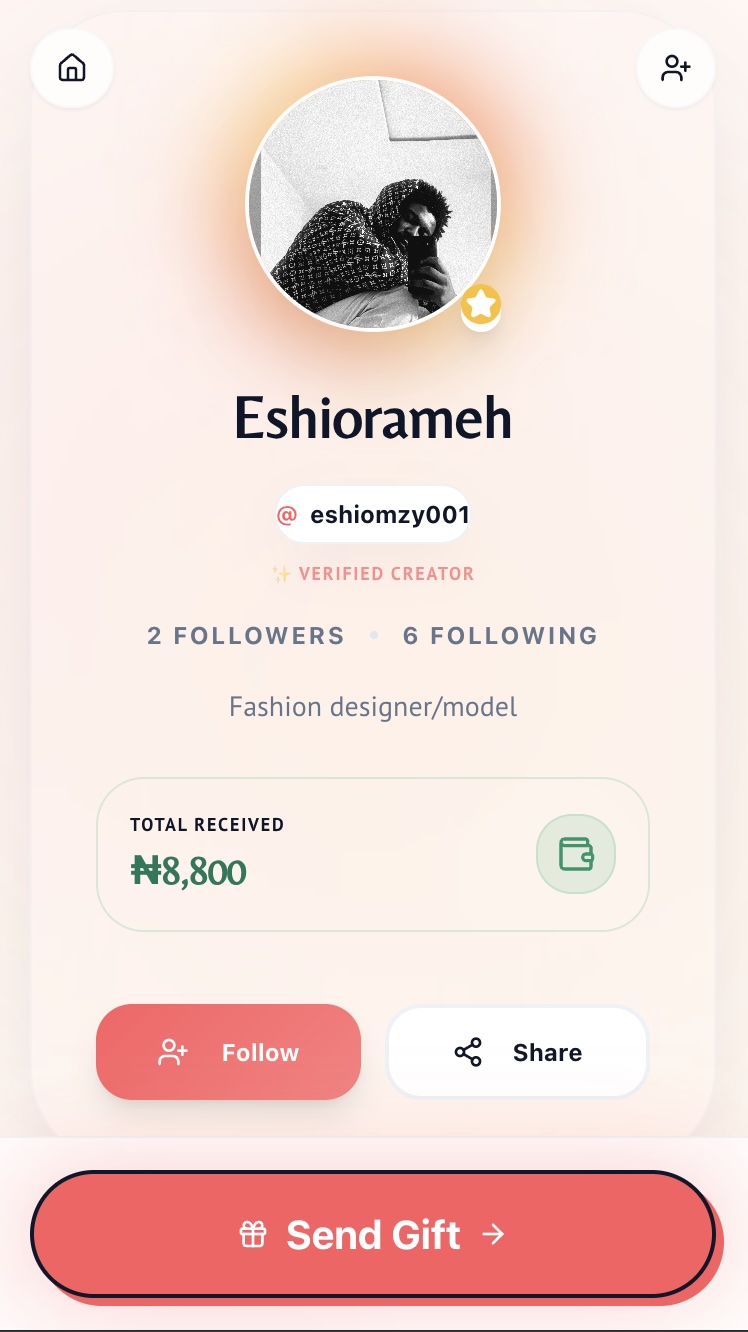 Eshiorameh
@ eshiomzy001
✨ VERIFIED CREATOR
2 FOLLOWERS • 6 FOLLOWING
Fashion designer/model
TOTAL RECEIVED
₦8,800
Follow
Share
Send Gift →